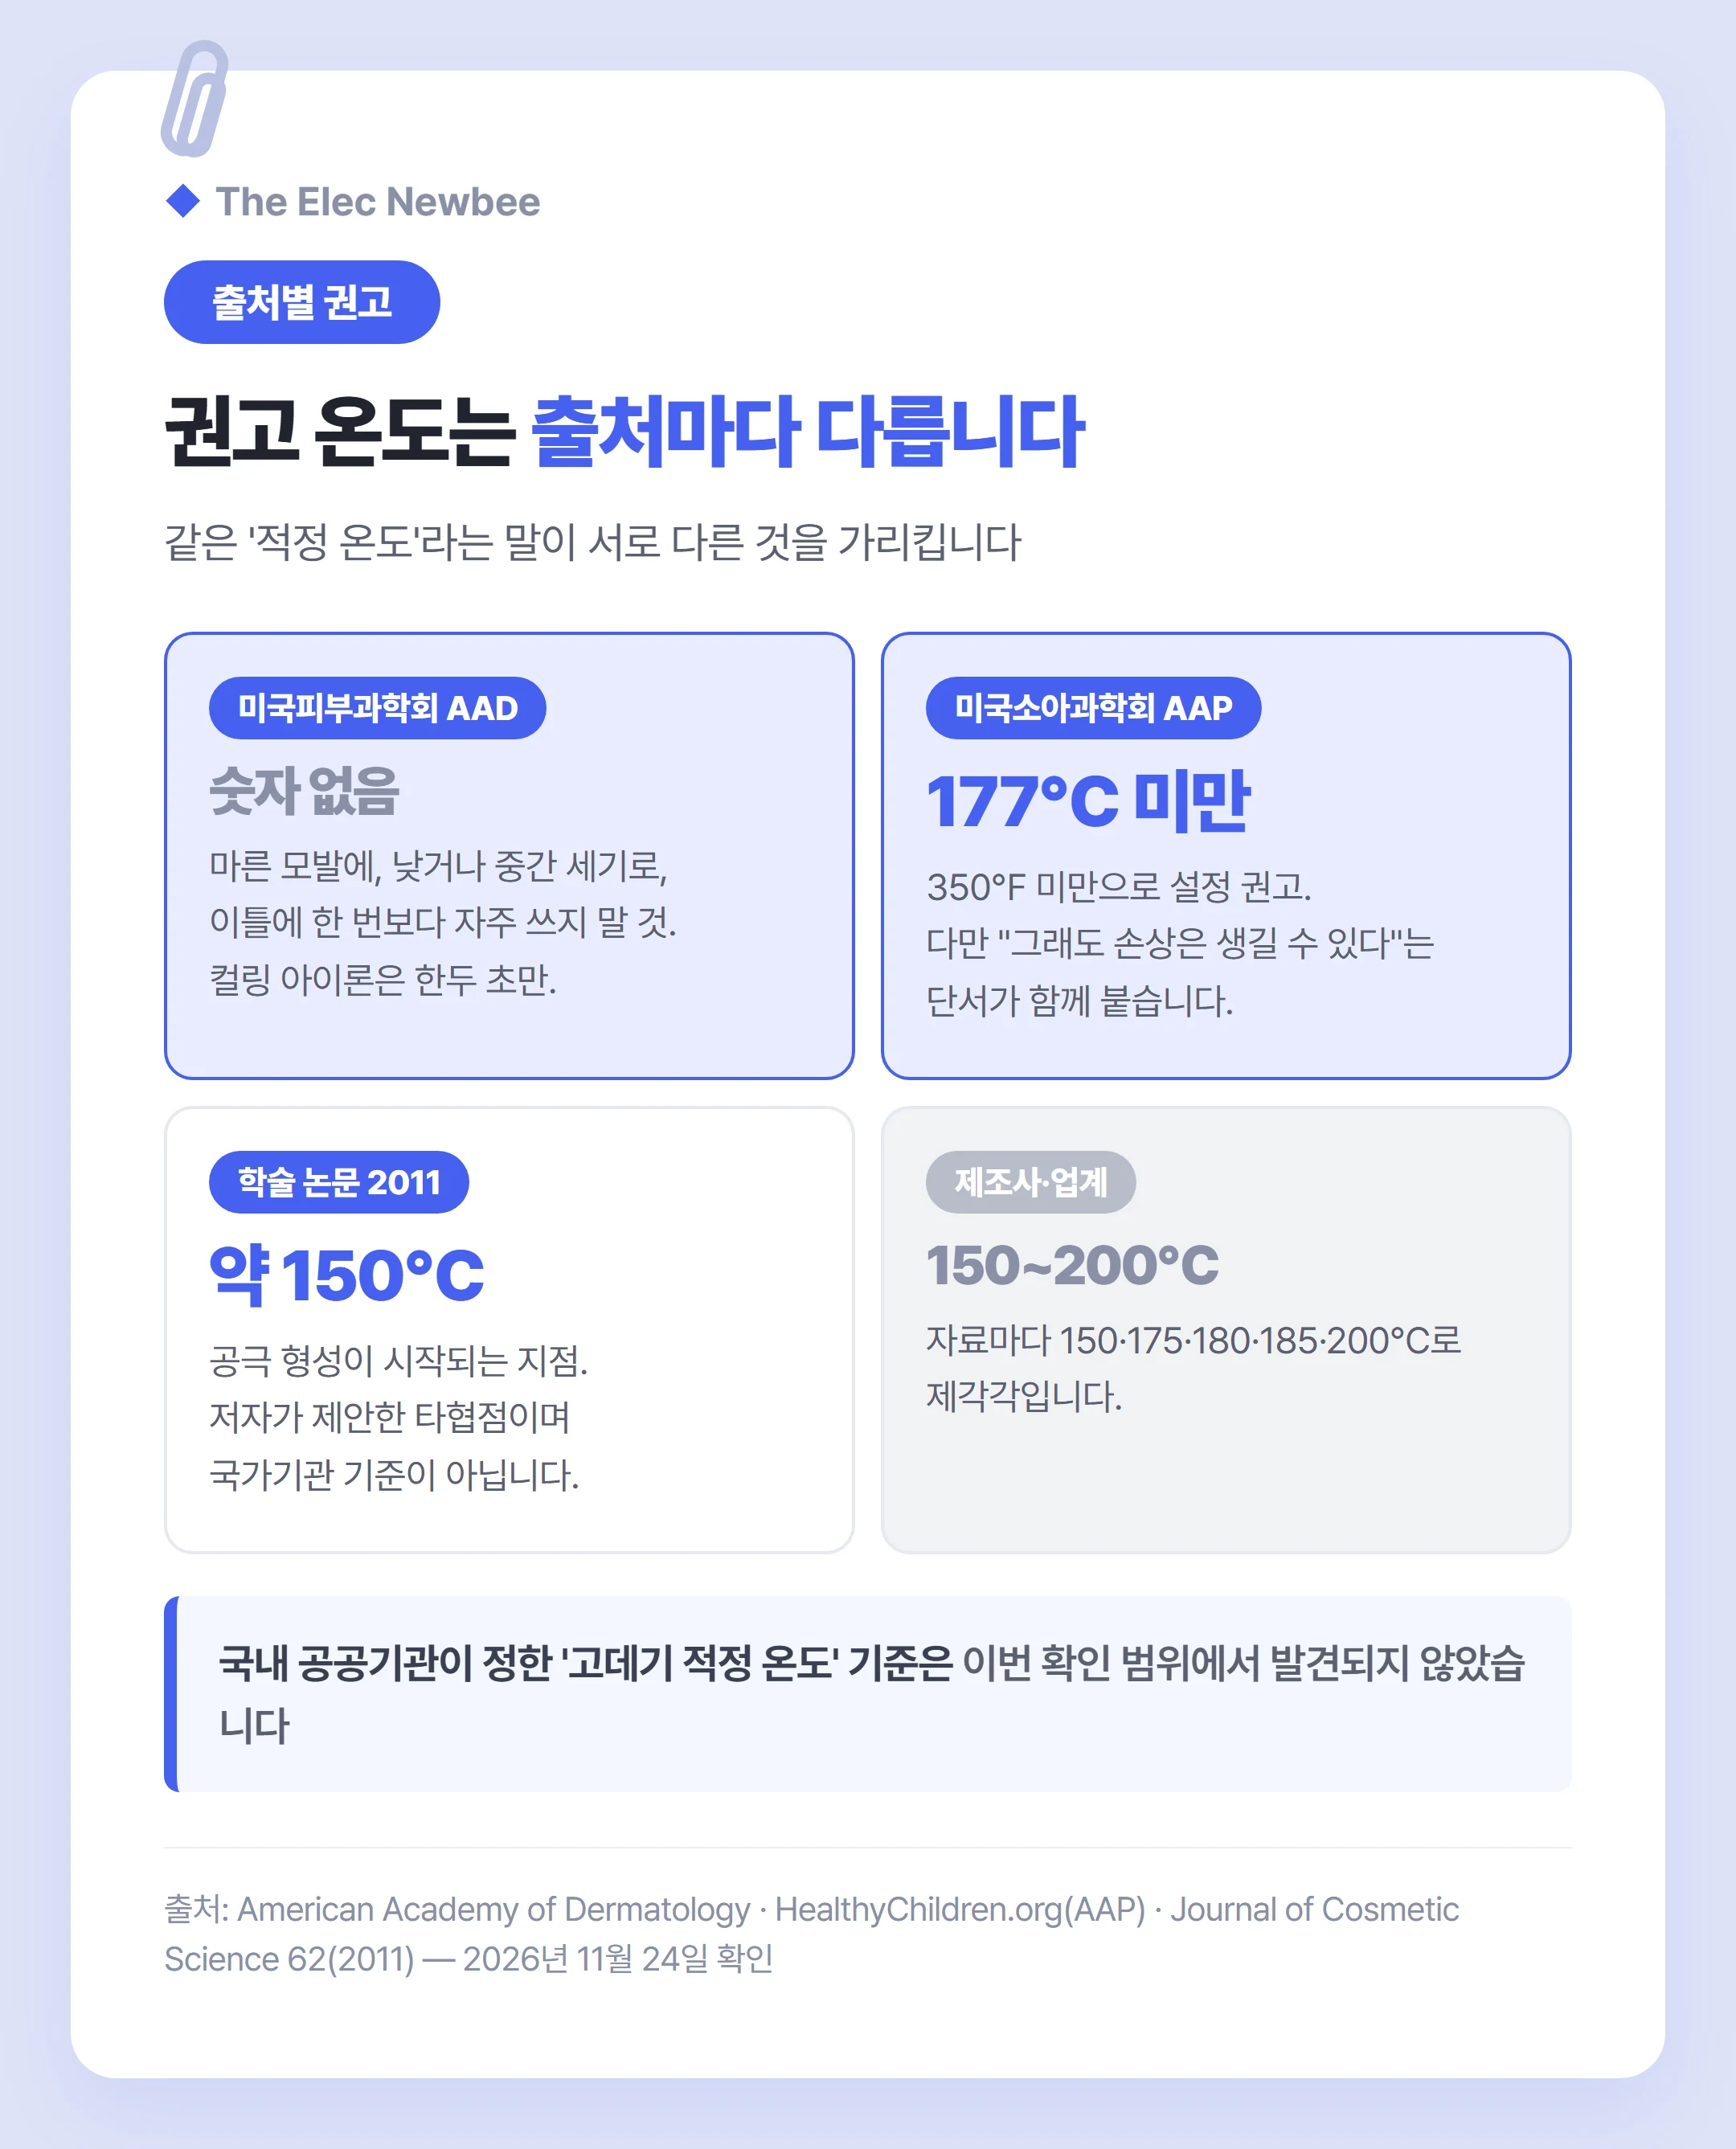 The Elec Newbee
출처별 권고
권고 온도는 출처마다 다릅니다
같은 '적정 온도'라는 말이 서로 다른 것을 가리킵니다
미국피부과학회 AAD
숫자 없음
마른 모발에, 낮거나 중간 세기로,
이틀에 한 번보다 자주 쓰지 말 것.
컬링 아이론은 한두 초만.
미국소아과학회 AAP
177°C 미만
350°F 미만으로 설정 권고.
다만 "그래도 손상은 생길 수 있다"는
단서가 함께 붙습니다.
학술 논문 2011
약 150°C
공극 형성이 시작되는 지점.
저자가 제안한 타협점이며
국가기관 기준이 아닙니다.
제조사·업계
150~200°C
자료마다 150·175·180·185·200°C로
제각각입니다.
국내 공공기관이 정한 '고데기 적정 온도' 기준은 이번 확인 범위에서 발견되지 않았습
니다
출처: American Academy of Dermatology · HealthyChildren.org(AAP) · Journal of Cosmetic
Science 62(2011) — 2026년 11월 24일 확인